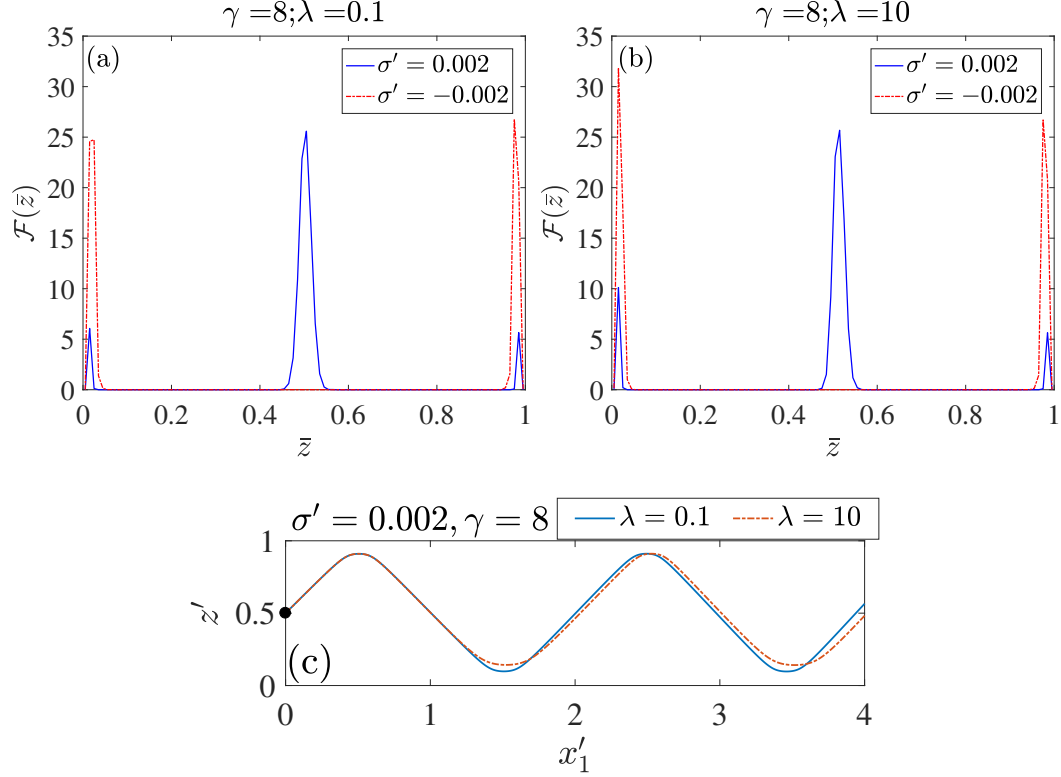 γ =8;λ =0.1
(a)
σ′ = 0.002
σ′ = −0.002
35
30
25
20
15
10
5
0
ℱ(z̄)
0 0.2 0.4 0.6 0.8 1
z̄
γ =8;λ =10
(b)
σ′ = 0.002
σ′ = −0.002
35
30
25
20
15
10
5
0
ℱ(z̄)
0 0.2 0.4 0.6 0.8 1
z̄
σ′ = 0.002, γ = 8
λ = 0.1 λ = 10
1
0.5
0
z′
(c)
0 1 2 3 4
x′₁